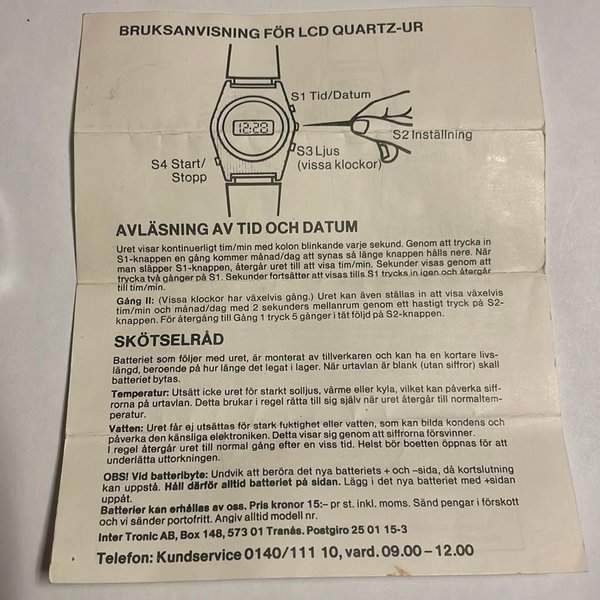 BRUKSANVISNING FÖR LCD QUARTZ-UR
S1 Tid/Datum
12:28
S2 Inställning
S3 Ljus
(vissa klockor)
S4 Start/
Stopp
AVLÄSNING AV TID OCH DATUM
Uret visar kontinuerligt tim/min med kolon blinkande varje sekund. Genom att trycka in
S1-knappen en gång kommer månad/dag att synas så länge knappen hålls nere. När
man släpper S1-knappen, återgår uret till att visa tim/min. Sekunder visas genom att
trycka två gånger på S1. Sekunder fortsätter att visas tills S1 trycks in igen och återgår
till tim/min.
Gång II: (Vissa klockor har växelvis gång.) Uret kan även ställas in att visa växelvis
tim/min och månad/dag med 2 sekunders mellanrum genom ett hastigt tryck på S2-
knappen. För återgång till Gång 1 tryck 5 gånger i tät följd på S2-knappen.
SKÖTSELRÅD
Batteriet som följer med uret, är monterat av tillverkaren och kan ha en kortare livs-
längd, beroende på hur länge det legat i lager. När urtavlan är blank (utan siffror) skall
batteriet bytas.
Temperatur: Utsätt icke uret för starkt solljus, värme eller kyla, vilket kan påverka siff-
rorna på urtavlan. Detta brukar i regel rätta till sig själv när uret återgår till normaltem-
peratur.
Vatten: Uret får ej utsättas för stark fuktighet eller vatten, som kan bilda kondens och
påverka den känsliga elektroniken. Detta visar sig genom att siffrorna försvinner.
I regel återgår uret till normal gång efter en viss tid. Helst bör boetten öppnas för att
underlätta uttorkningen.
OBS! Vid batteribyte: Undvik att beröra det nya batteriets + och –sida, då kortslutning
kan uppstå. Håll därför alltid batteriet på sidan. Lägg i det nya batteriet med +sidan
uppåt.
Batterier kan erhållas av oss. Pris kronor 15:– pr st. inkl. moms. Sänd pengar i förskott
och vi sänder portofritt. Angiv alltid modell nr.
Inter Tronic AB, Box 148, 573 01 Tranås. Postgiro 25 01 15-3
Telefon: Kundservice 0140/111 10, vard. 09.00–12.00